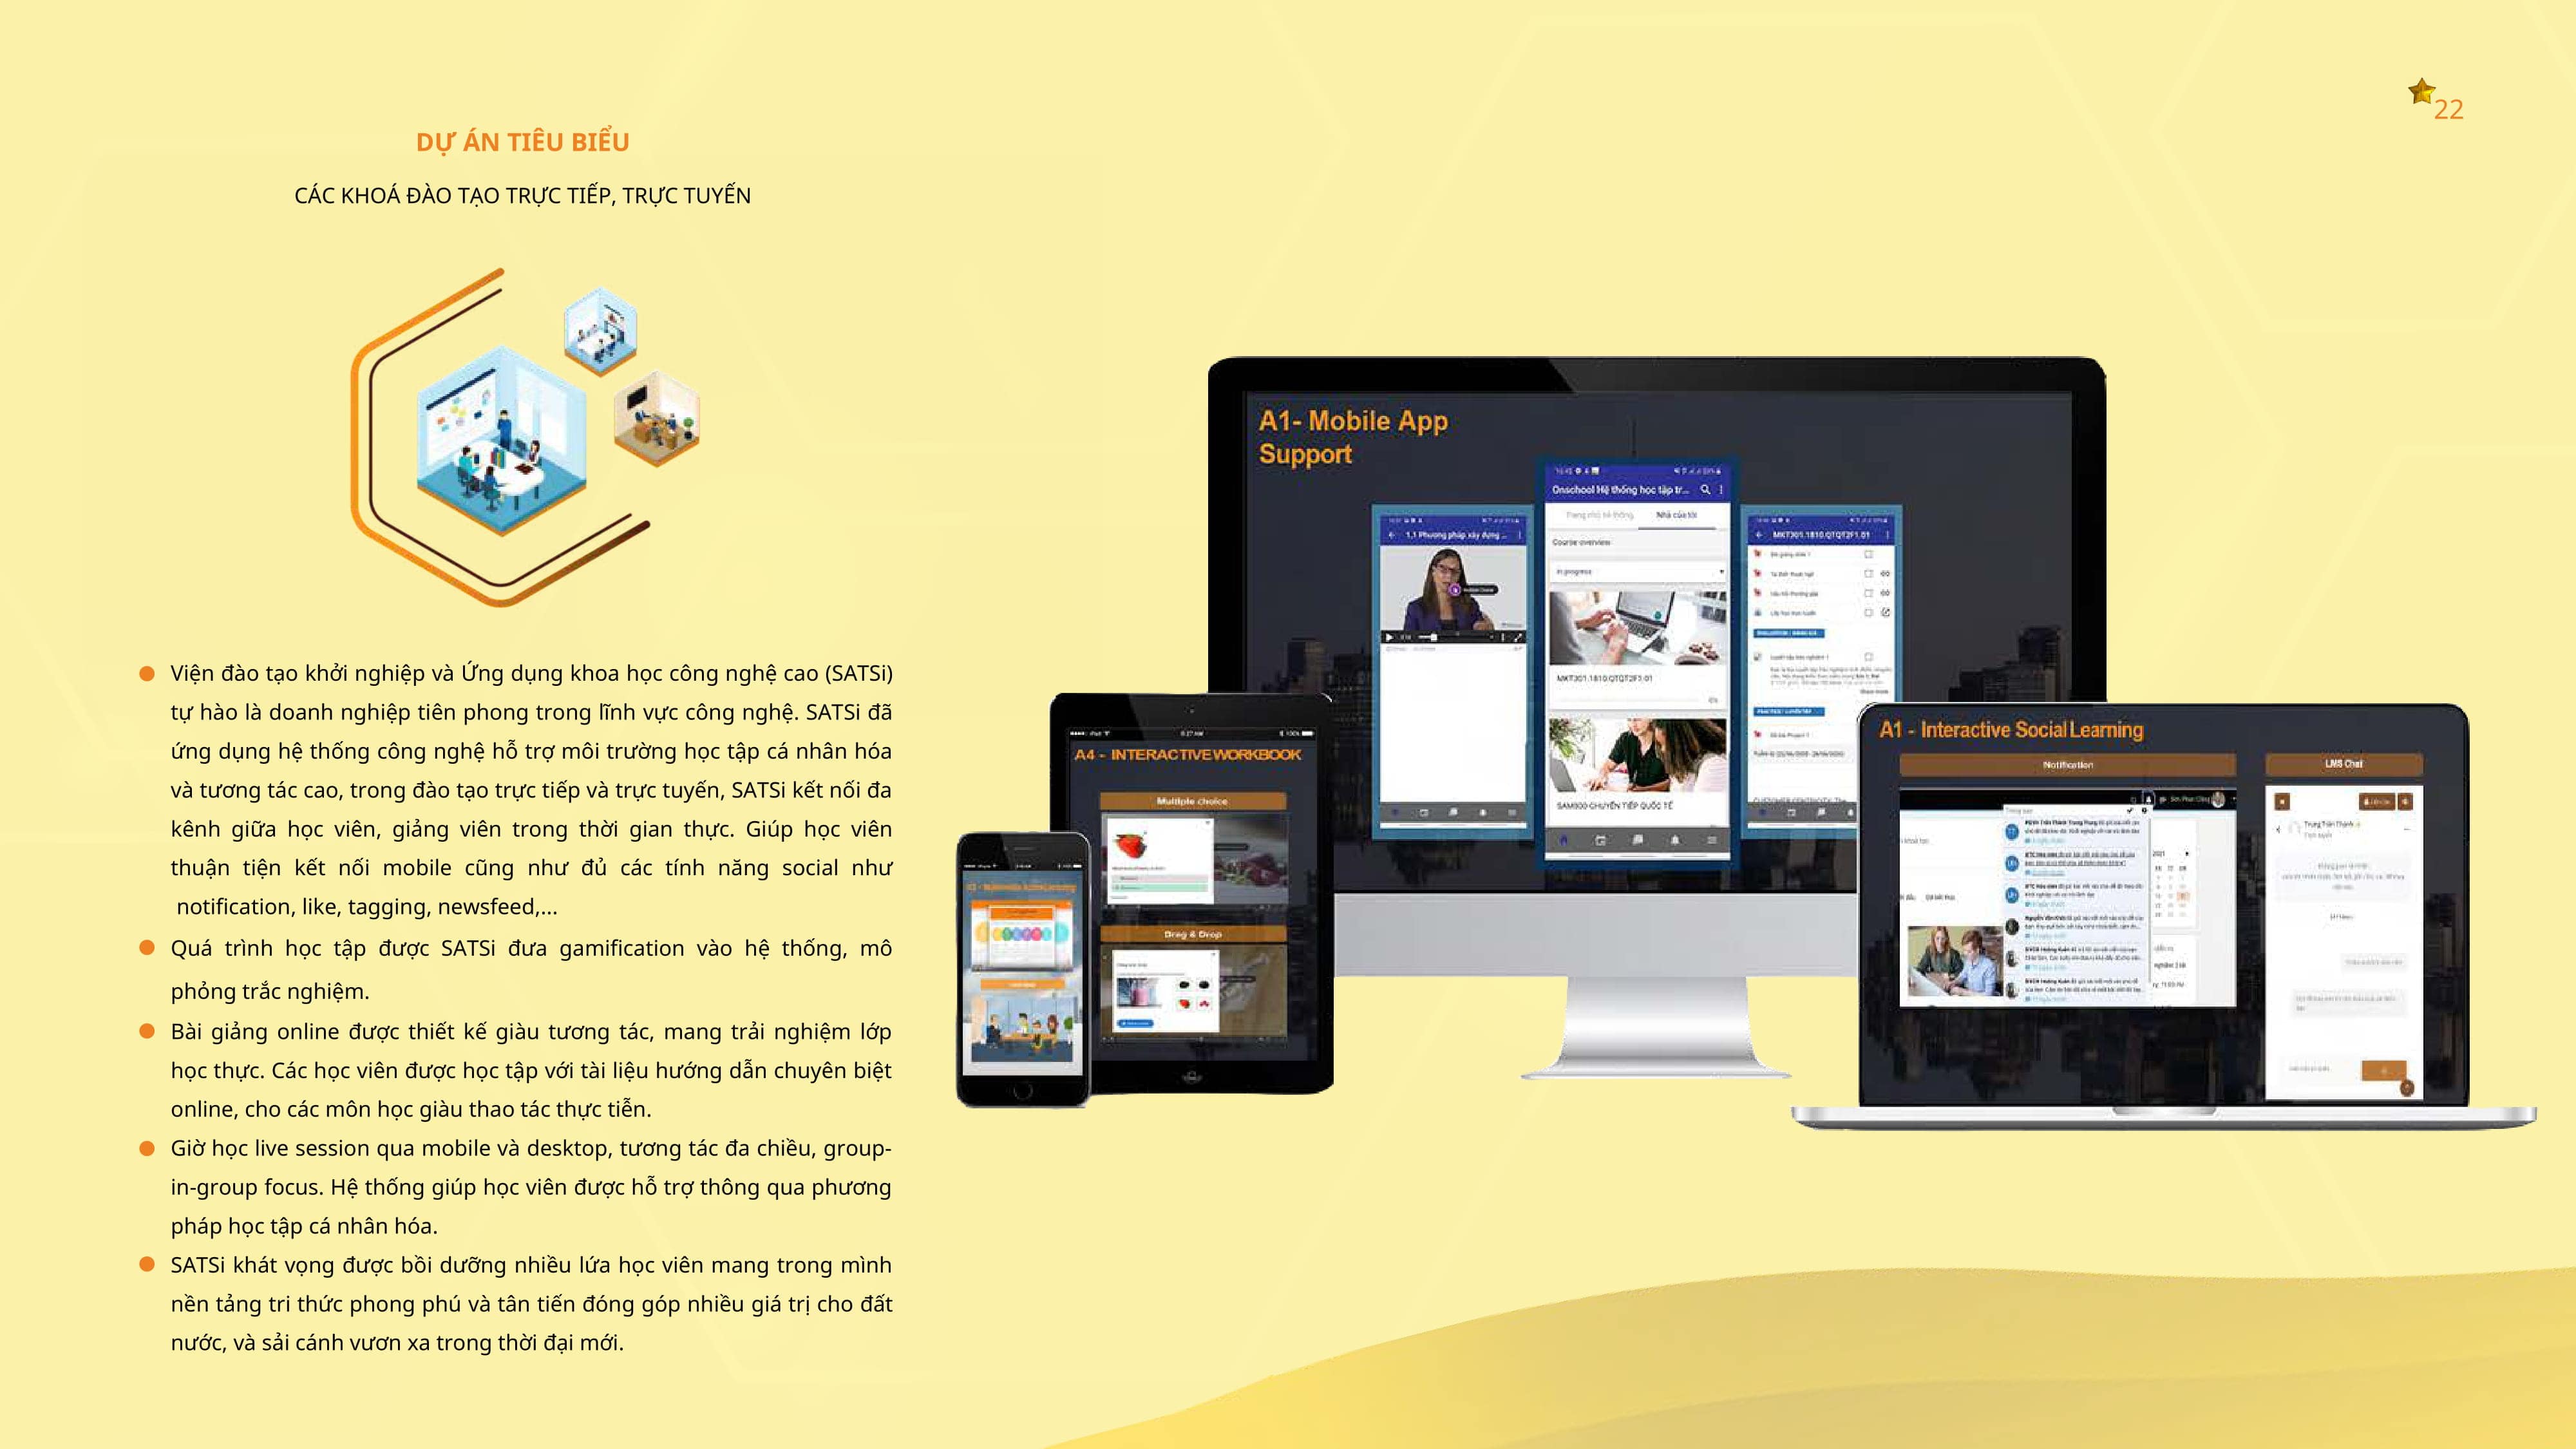 22
DỰ ÁN TIÊU BIỂU
CÁC KHOÁ ĐÀO TẠO TRỰC TIẾP, TRỰC TUYẾN
Viện đào tạo khởi nghiệp và Ứng dụng khoa học công nghệ cao (SATSi)
tự hào là doanh nghiệp tiên phong trong lĩnh vực công nghệ. SATSi đã
ứng dụng hệ thống công nghệ hỗ trợ môi trường học tập cá nhân hóa
và tương tác cao, trong đào tạo trực tiếp và trực tuyến, SATSi kết nối đa
kênh giữa học viên, giảng viên trong thời gian thực. Giúp học viên
thuận tiện kết nối mobile cũng như đủ các tính năng social như
notification, like, tagging, newsfeed,...
Quá trình học tập được SATSi đưa gamification vào hệ thống, mô
phỏng trắc nghiệm.
Bài giảng online được thiết kế giàu tương tác, mang trải nghiệm lớp
học thực. Các học viên được học tập với tài liệu hướng dẫn chuyên biệt
online, cho các môn học giàu thao tác thực tiễn.
Giờ học live session qua mobile và desktop, tương tác đa chiều, group-
in-group focus. Hệ thống giúp học viên được hỗ trợ thông qua phương
pháp học tập cá nhân hóa.
SATSi khát vọng được bồi dưỡng nhiều lứa học viên mang trong mình
nền tảng tri thức phong phú và tân tiến đóng góp nhiều giá trị cho đất
nước, và sải cánh vươn xa trong thời đại mới.
A1- Mobile App
Support
Onschool Hệ thống học tập tr...
Trang chủ hệ thống
Nhà của tôi
Course overview
In progress
MKT301.1810.QTQT2F1.01
SAM000-CHUYỂN TIẾP QUỐC TẾ
1.1 Phương pháp xây dựng ...
MKT301.1810.QTQT2F1.01
A4 - INTERACTIVE WORKBOOK
Multiple choice
Drag & Drop
A1 - Interactive Social Learning
Notification
LMS Chat